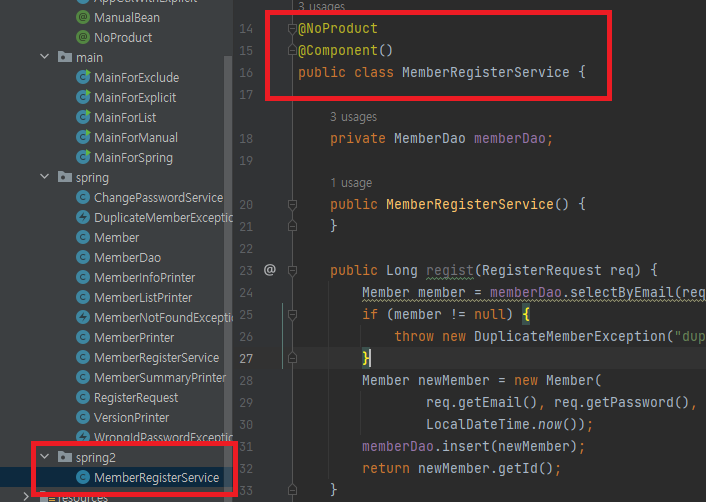 AppCtxWithExplicit
ManualBean
NoProduct
main
MainForExclude
MainForExplicit
MainForList
MainForManual
MainForSpring
spring
ChangePasswordService
DuplicateMemberExceptio
Member
MemberDao
MemberInfoPrinter
MemberListPrinter
MemberNotFoundExceptio
MemberPrinter
MemberRegisterService
MemberSummaryPrinter
RegisterRequest
VersionPrinter
WrongIdPasswordExceptio
spring2
MemberRegisterService
resources
3 usages
14 @NoProduct
15 @Component()
16 public class MemberRegisterService {
17
3 usages
18 private MemberDao memberDao;
19
1 usage
20 public MemberRegisterService() {
21 }
22
23 @ public Long regist(RegisterRequest req) {
24 Member member = memberDao.selectByEmail(req
25 if (member != null) {
26 throw new DuplicateMemberException("dup
27 }
28 Member newMember = new Member(
29 req.getEmail(), req.getPassword(),
30 LocalDateTime.now());
31 memberDao.insert(newMember);
32 return newMember.getId();
33 }